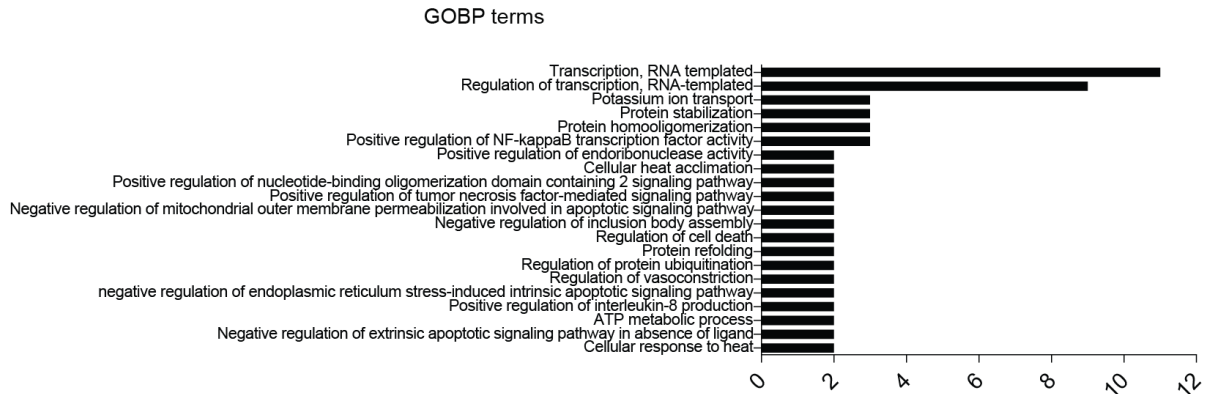 GOBP terms
Transcription, RNA templated
Regulation of transcription, RNA-templated
Potassium ion transport
Protein stabilization
Protein homooligomerization
Positive regulation of NF-kappaB transcription factor activity
Positive regulation of endoribonuclease activity
Cellular heat acclimation
Positive regulation of nucleotide-binding oligomerization domain containing 2 signaling pathway
Positive regulation of tumor necrosis factor-mediated signaling pathway
Negative regulation of mitochondrial outer membrane permeabilization involved in apoptotic signaling pathway
Negative regulation of inclusion body assembly
Regulation of cell death
Protein refolding
Regulation of protein ubiquitination
Regulation of vasoconstriction
negative regulation of endoplasmic reticulum stress-induced intrinsic apoptotic signaling pathway
Positive regulation of interleukin-8 production
ATP metabolic process
Negative regulation of extrinsic apoptotic signaling pathway in absence of ligand
Cellular response to heat
0 2 4 6 8 10 12